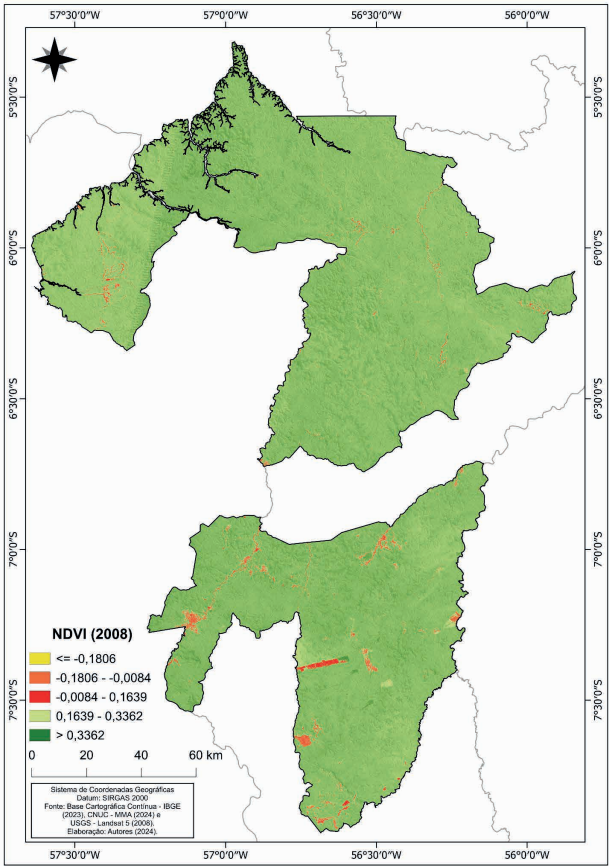 57°30'0"W 57°0'0"W 56°30'0"W 56°0'0"W
5°30'0"S 5°30'0"S
6°0'0"S 6°0'0"S
6°30'0"S 6°30'0"S
7°0'0"S 7°0'0"S
7°30'0"S 7°30'0"S
NDVI (2008)
<= -0,1806
-0,1806 - -0,0084
-0,0084 - 0,1639
0,1639 - 0,3362
> 0,3362
0 20 40 60 km
Sistema de Coordenadas Geográficas
Datum: SIRGAS 2000
Fonte: Base Cartográfica Contínua - IBGE
(2023), CNUC - MMA (2024) e
USGS - Landsat 5 (2008).
Elaboração: Autores (2024).
57°30'0"W 57°0'0"W 56°30'0"W 56°0'0"W